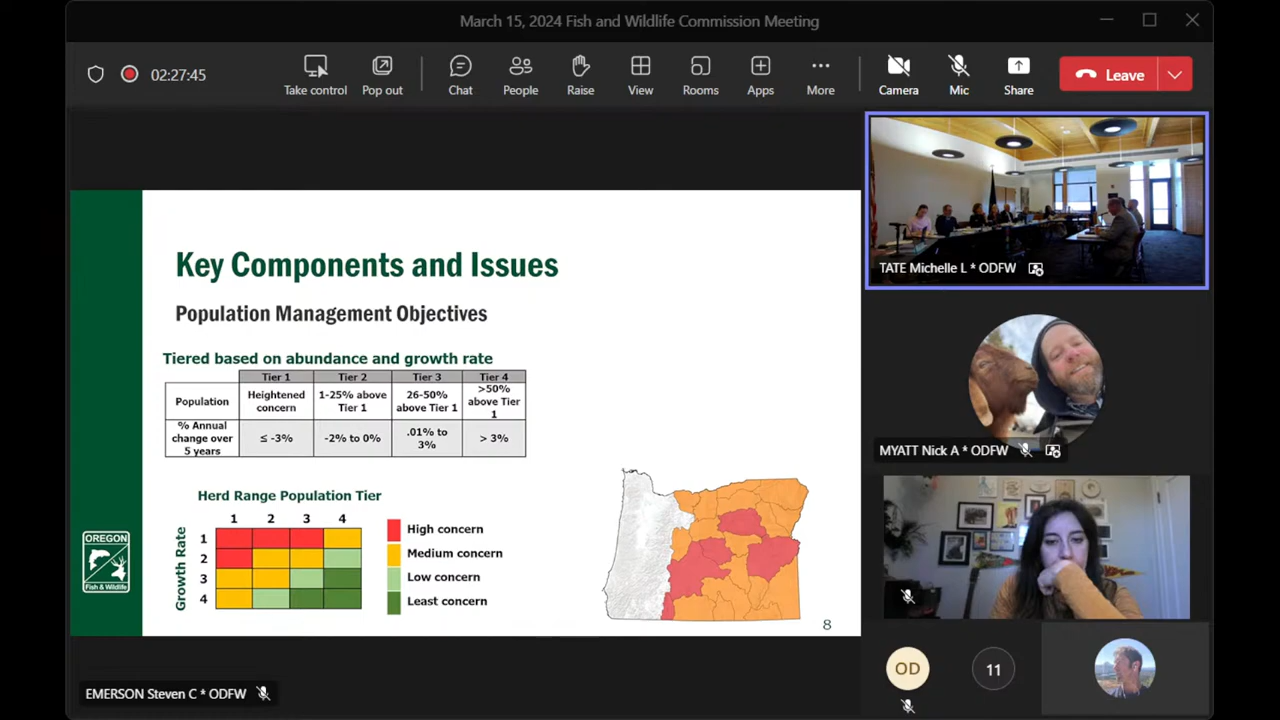 March 15, 2024 Fish and Wildlife Commission Meeting
02:27:45
Take control
Pop out
Chat
People
Raise
View
Rooms
Apps
More
Camera
Mic
Share
Leave
Key Components and Issues
Population Management Objectives
Tiered based on abundance and growth rate
Tier 1 Tier 2 Tier 3 Tier 4
Population
Heightened
concern
1-25% above
Tier 1
26-50%
above Tier 1
>50%
above Tier
1
% Annual
change over
5 years
≤ -3%
-2% to 0%
.01% to
3%
> 3%
Herd Range Population Tier
1 2 3 4
Growth Rate
1
2
3
4
High concern
Medium concern
Low concern
Least concern
OREGON
Fish & Wildlife
8
TATE Michelle L * ODFW
MYATT Nick A * ODFW
OD
11
EMERSON Steven C * ODFW